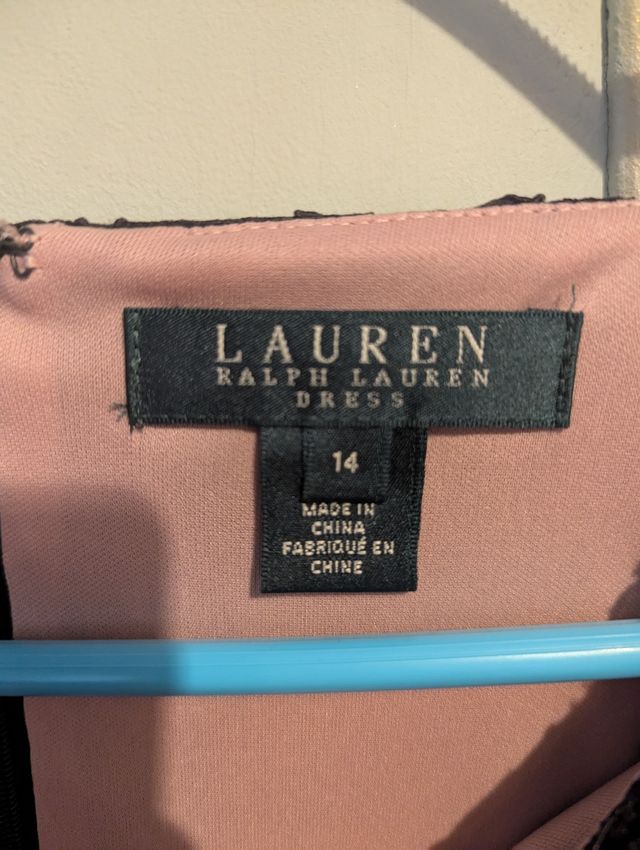 LAUREN
RALPH LAUREN
DRESS
14
MADE IN
CHINA
FABRIQUÉ EN
CHINE